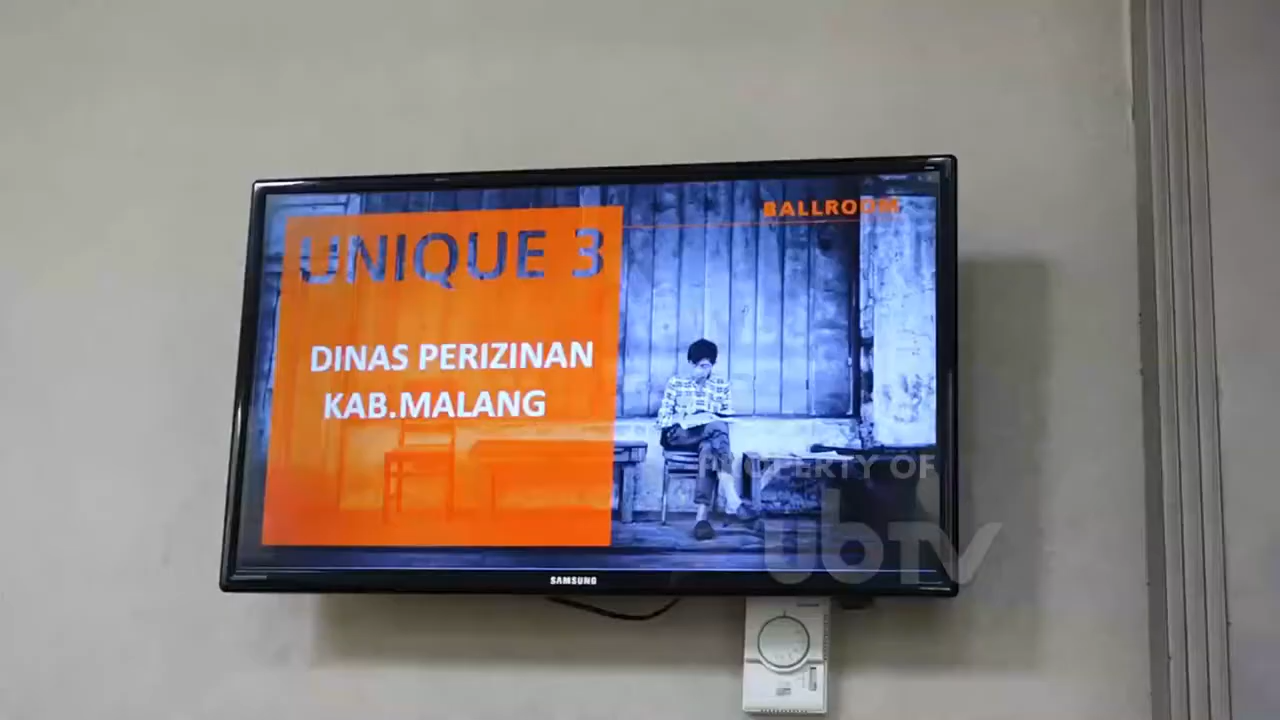 BALLROOM
UNIQUE 3
DINAS PERIZINAN
KAB.MALANG
PROPERTY OF
UBTV
SAMSUNG